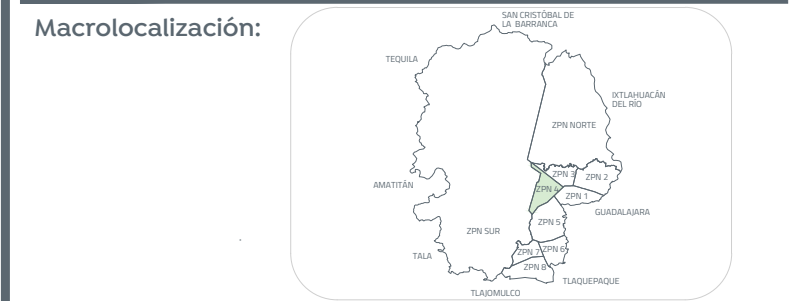 Macrolocalización:
SAN CRISTÓBAL DE
LA BARRANCA
TEQUILA
IXTLAHUACÁN
DEL RÍO
ZPN NORTE
ZPN 3
ZPN 2
AMATITÁN
ZPN 4
ZPN 1
GUADALAJARA
ZPN 5
ZPN SUR
ZPN 7
ZPN 6
TALA
ZPN 8
TLAQUEPAQUE
TLAJOMULCO